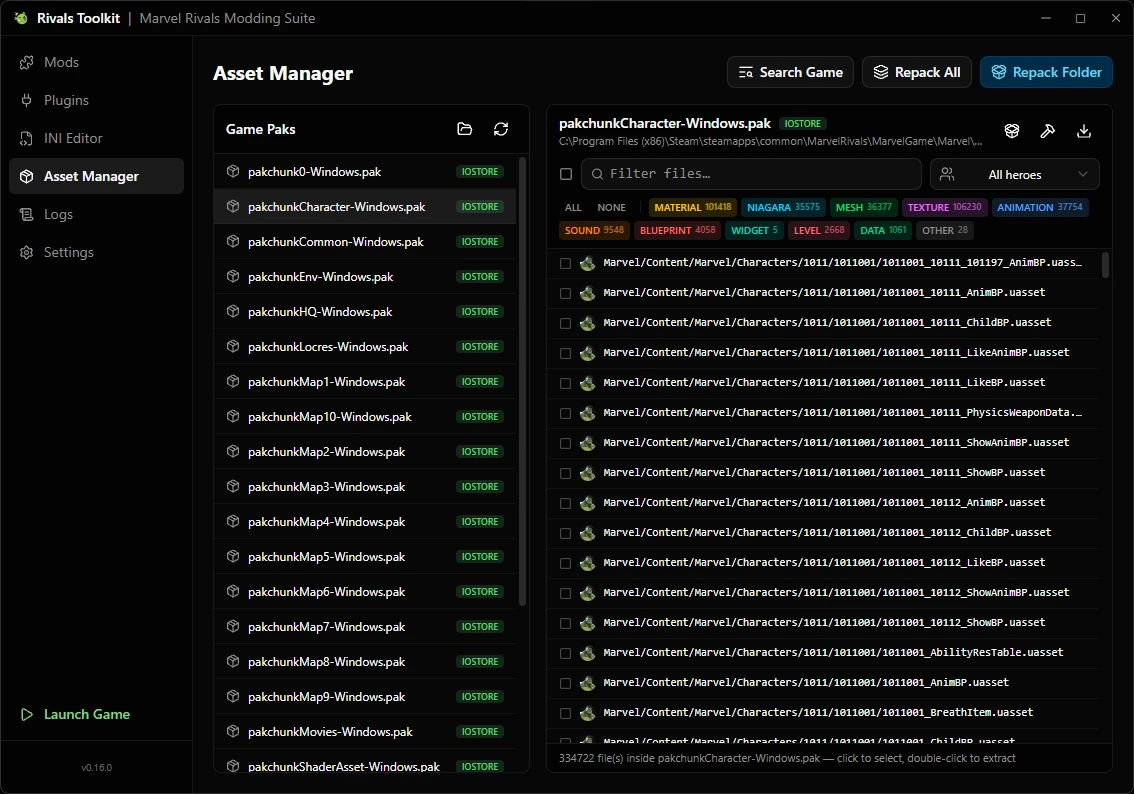 Rivals Toolkit | Marvel Rivals Modding Suite
Mods
Plugins
INI Editor
Asset Manager
Logs
Settings
Launch Game
v0.16.0
Asset Manager
Search Game
Repack All
Repack Folder
Game Paks
pakchunk0-Windows.pak IOSTORE
pakchunkCharacter-Windows.pak IOSTORE
pakchunkCommon-Windows.pak IOSTORE
pakchunkEnv-Windows.pak IOSTORE
pakchunkHQ-Windows.pak IOSTORE
pakchunkLocres-Windows.pak IOSTORE
pakchunkMap1-Windows.pak IOSTORE
pakchunkMap10-Windows.pak IOSTORE
pakchunkMap2-Windows.pak IOSTORE
pakchunkMap3-Windows.pak IOSTORE
pakchunkMap4-Windows.pak IOSTORE
pakchunkMap5-Windows.pak IOSTORE
pakchunkMap6-Windows.pak IOSTORE
pakchunkMap7-Windows.pak IOSTORE
pakchunkMap8-Windows.pak IOSTORE
pakchunkMap9-Windows.pak IOSTORE
pakchunkMovies-Windows.pak IOSTORE
pakchunkShaderAsset-Windows.pak IOSTORE
pakchunkCharacter-Windows.pak IOSTORE
C:\Program Files (x86)\Steam\steamapps\common\MarvelRivals\MarvelGame\Marvel\...
Filter files…
All heroes
ALL NONE MATERIAL 101418 NIAGARA 35575 MESH 36377 TEXTURE 106230 ANIMATION 37754
SOUND 9548 BLUEPRINT 4058 WIDGET 5 LEVEL 2668 DATA 1061 OTHER 28
Marvel/Content/Marvel/Characters/1011/1011001/1011001_10111_101197_AnimBP.uass…
Marvel/Content/Marvel/Characters/1011/1011001/1011001_10111_AnimBP.uasset
Marvel/Content/Marvel/Characters/1011/1011001/1011001_10111_ChildBP.uasset
Marvel/Content/Marvel/Characters/1011/1011001/1011001_10111_LikeAnimBP.uasset
Marvel/Content/Marvel/Characters/1011/1011001/1011001_10111_LikeBP.uasset
Marvel/Content/Marvel/Characters/1011/1011001/1011001_10111_PhysicsWeaponData.…
Marvel/Content/Marvel/Characters/1011/1011001/1011001_10111_ShowAnimBP.uasset
Marvel/Content/Marvel/Characters/1011/1011001/1011001_10111_ShowBP.uasset
Marvel/Content/Marvel/Characters/1011/1011001/1011001_10112_AnimBP.uasset
Marvel/Content/Marvel/Characters/1011/1011001/1011001_10112_ChildBP.uasset
Marvel/Content/Marvel/Characters/1011/1011001/1011001_10112_LikeBP.uasset
Marvel/Content/Marvel/Characters/1011/1011001/1011001_10112_ShowAnimBP.uasset
Marvel/Content/Marvel/Characters/1011/1011001/1011001_10112_ShowBP.uasset
Marvel/Content/Marvel/Characters/1011/1011001/1011001_AbilityResTable.uasset
Marvel/Content/Marvel/Characters/1011/1011001/1011001_AnimBP.uasset
Marvel/Content/Marvel/Characters/1011/1011001/1011001_BreathItem.uasset
Marvel/Content/Marvel/Characters/1011/1011001/1011001_ChildBP.uasset
334722 file(s) inside pakchunkCharacter-Windows.pak — click to select, double-click to extract